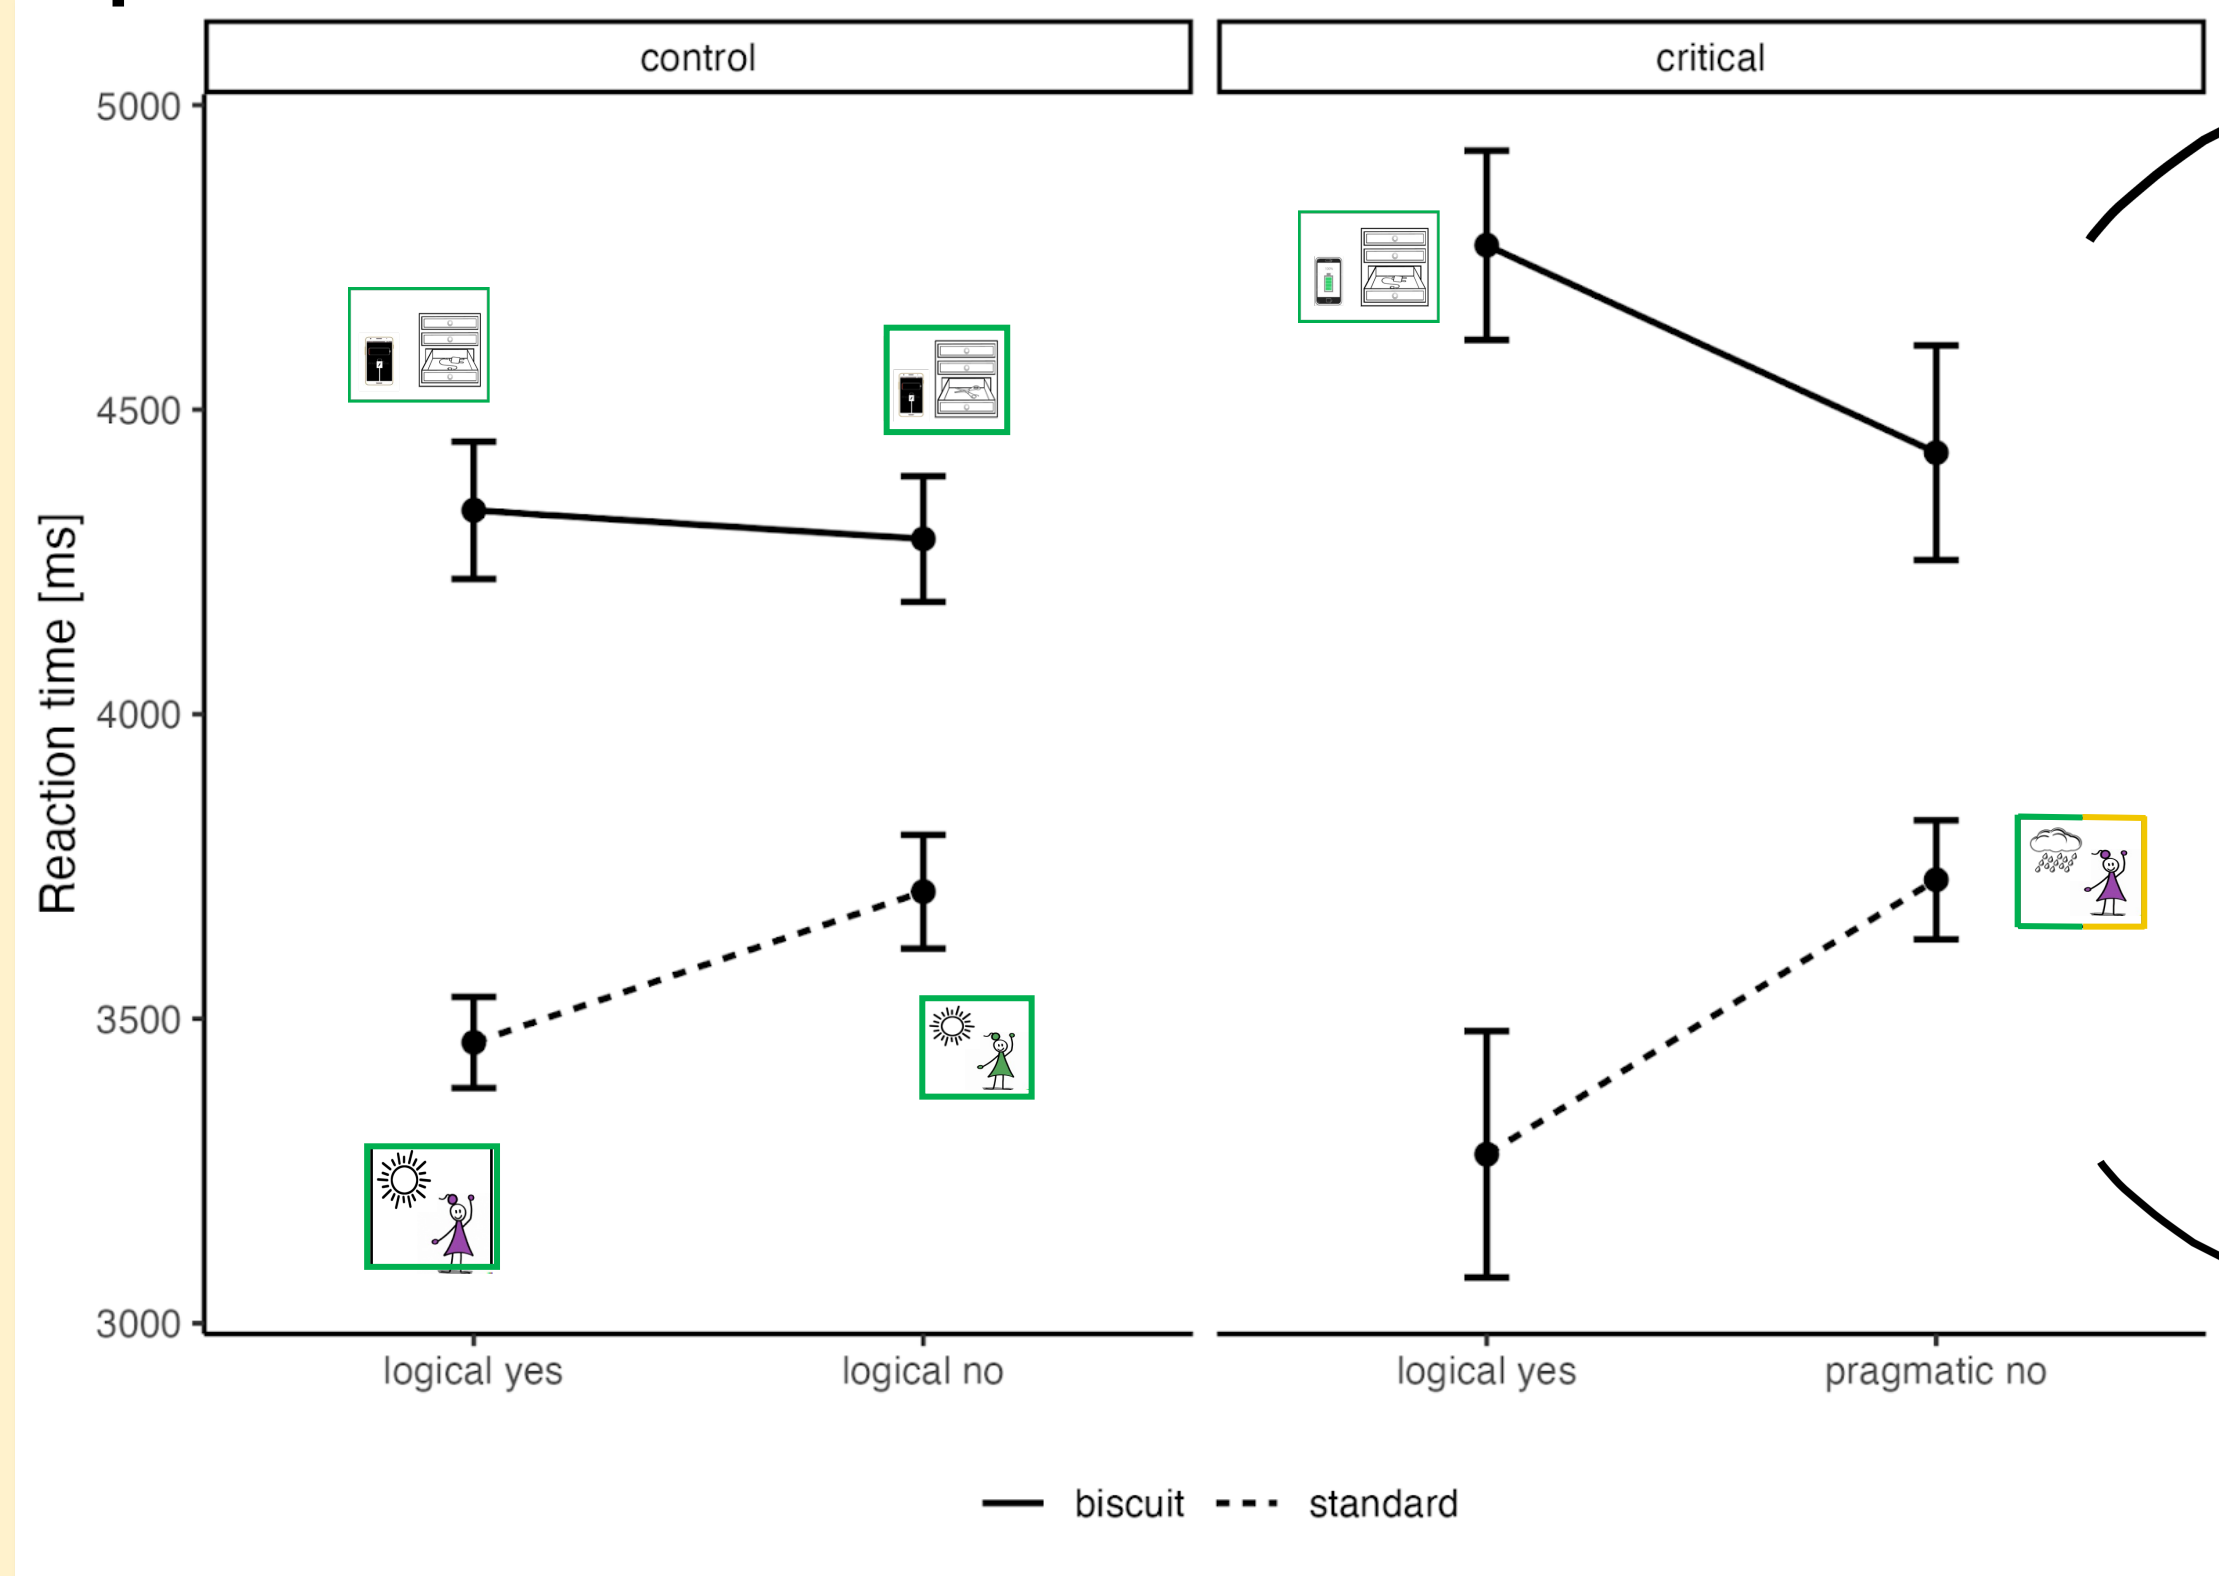 control
critical
5000
4500
4000
3500
3000
Reaction time [ms]
logical yes
logical no
logical yes
pragmatic no
biscuit
standard